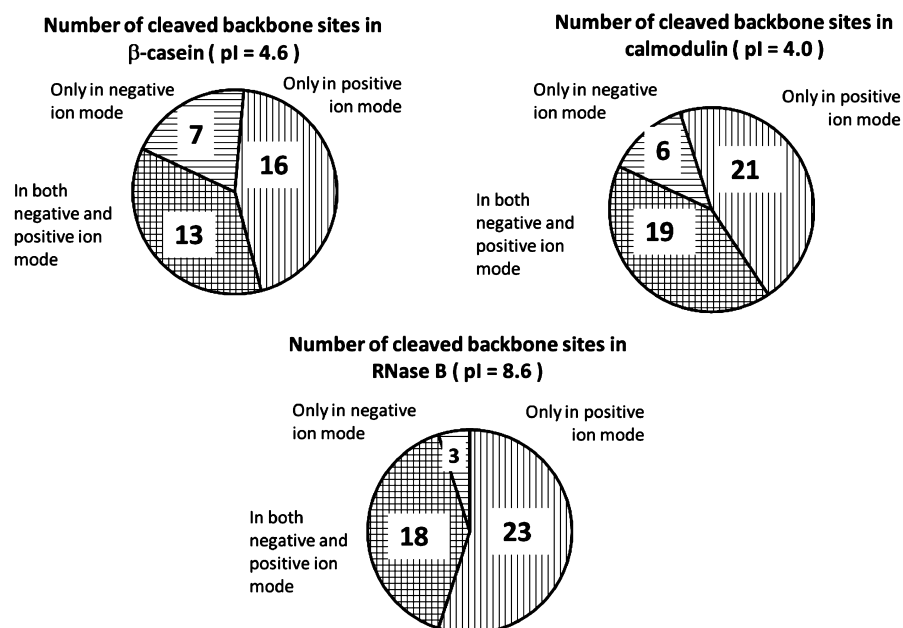 Number of cleaved backbone sites in
β-casein ( pI = 4.6 )
Only in negative
ion mode
Only in positive
ion mode
7
16
In both
negative and
positive ion
mode
13
Number of cleaved backbone sites in
calmodulin ( pI = 4.0 )
Only in negative
ion mode
Only in positive
ion mode
6
21
In both
negative and
positive ion
mode
19
Number of cleaved backbone sites in
RNase B ( pI = 8.6 )
Only in negative
ion mode
Only in positive
ion mode
3
23
In both
negative and
positive ion
mode
18